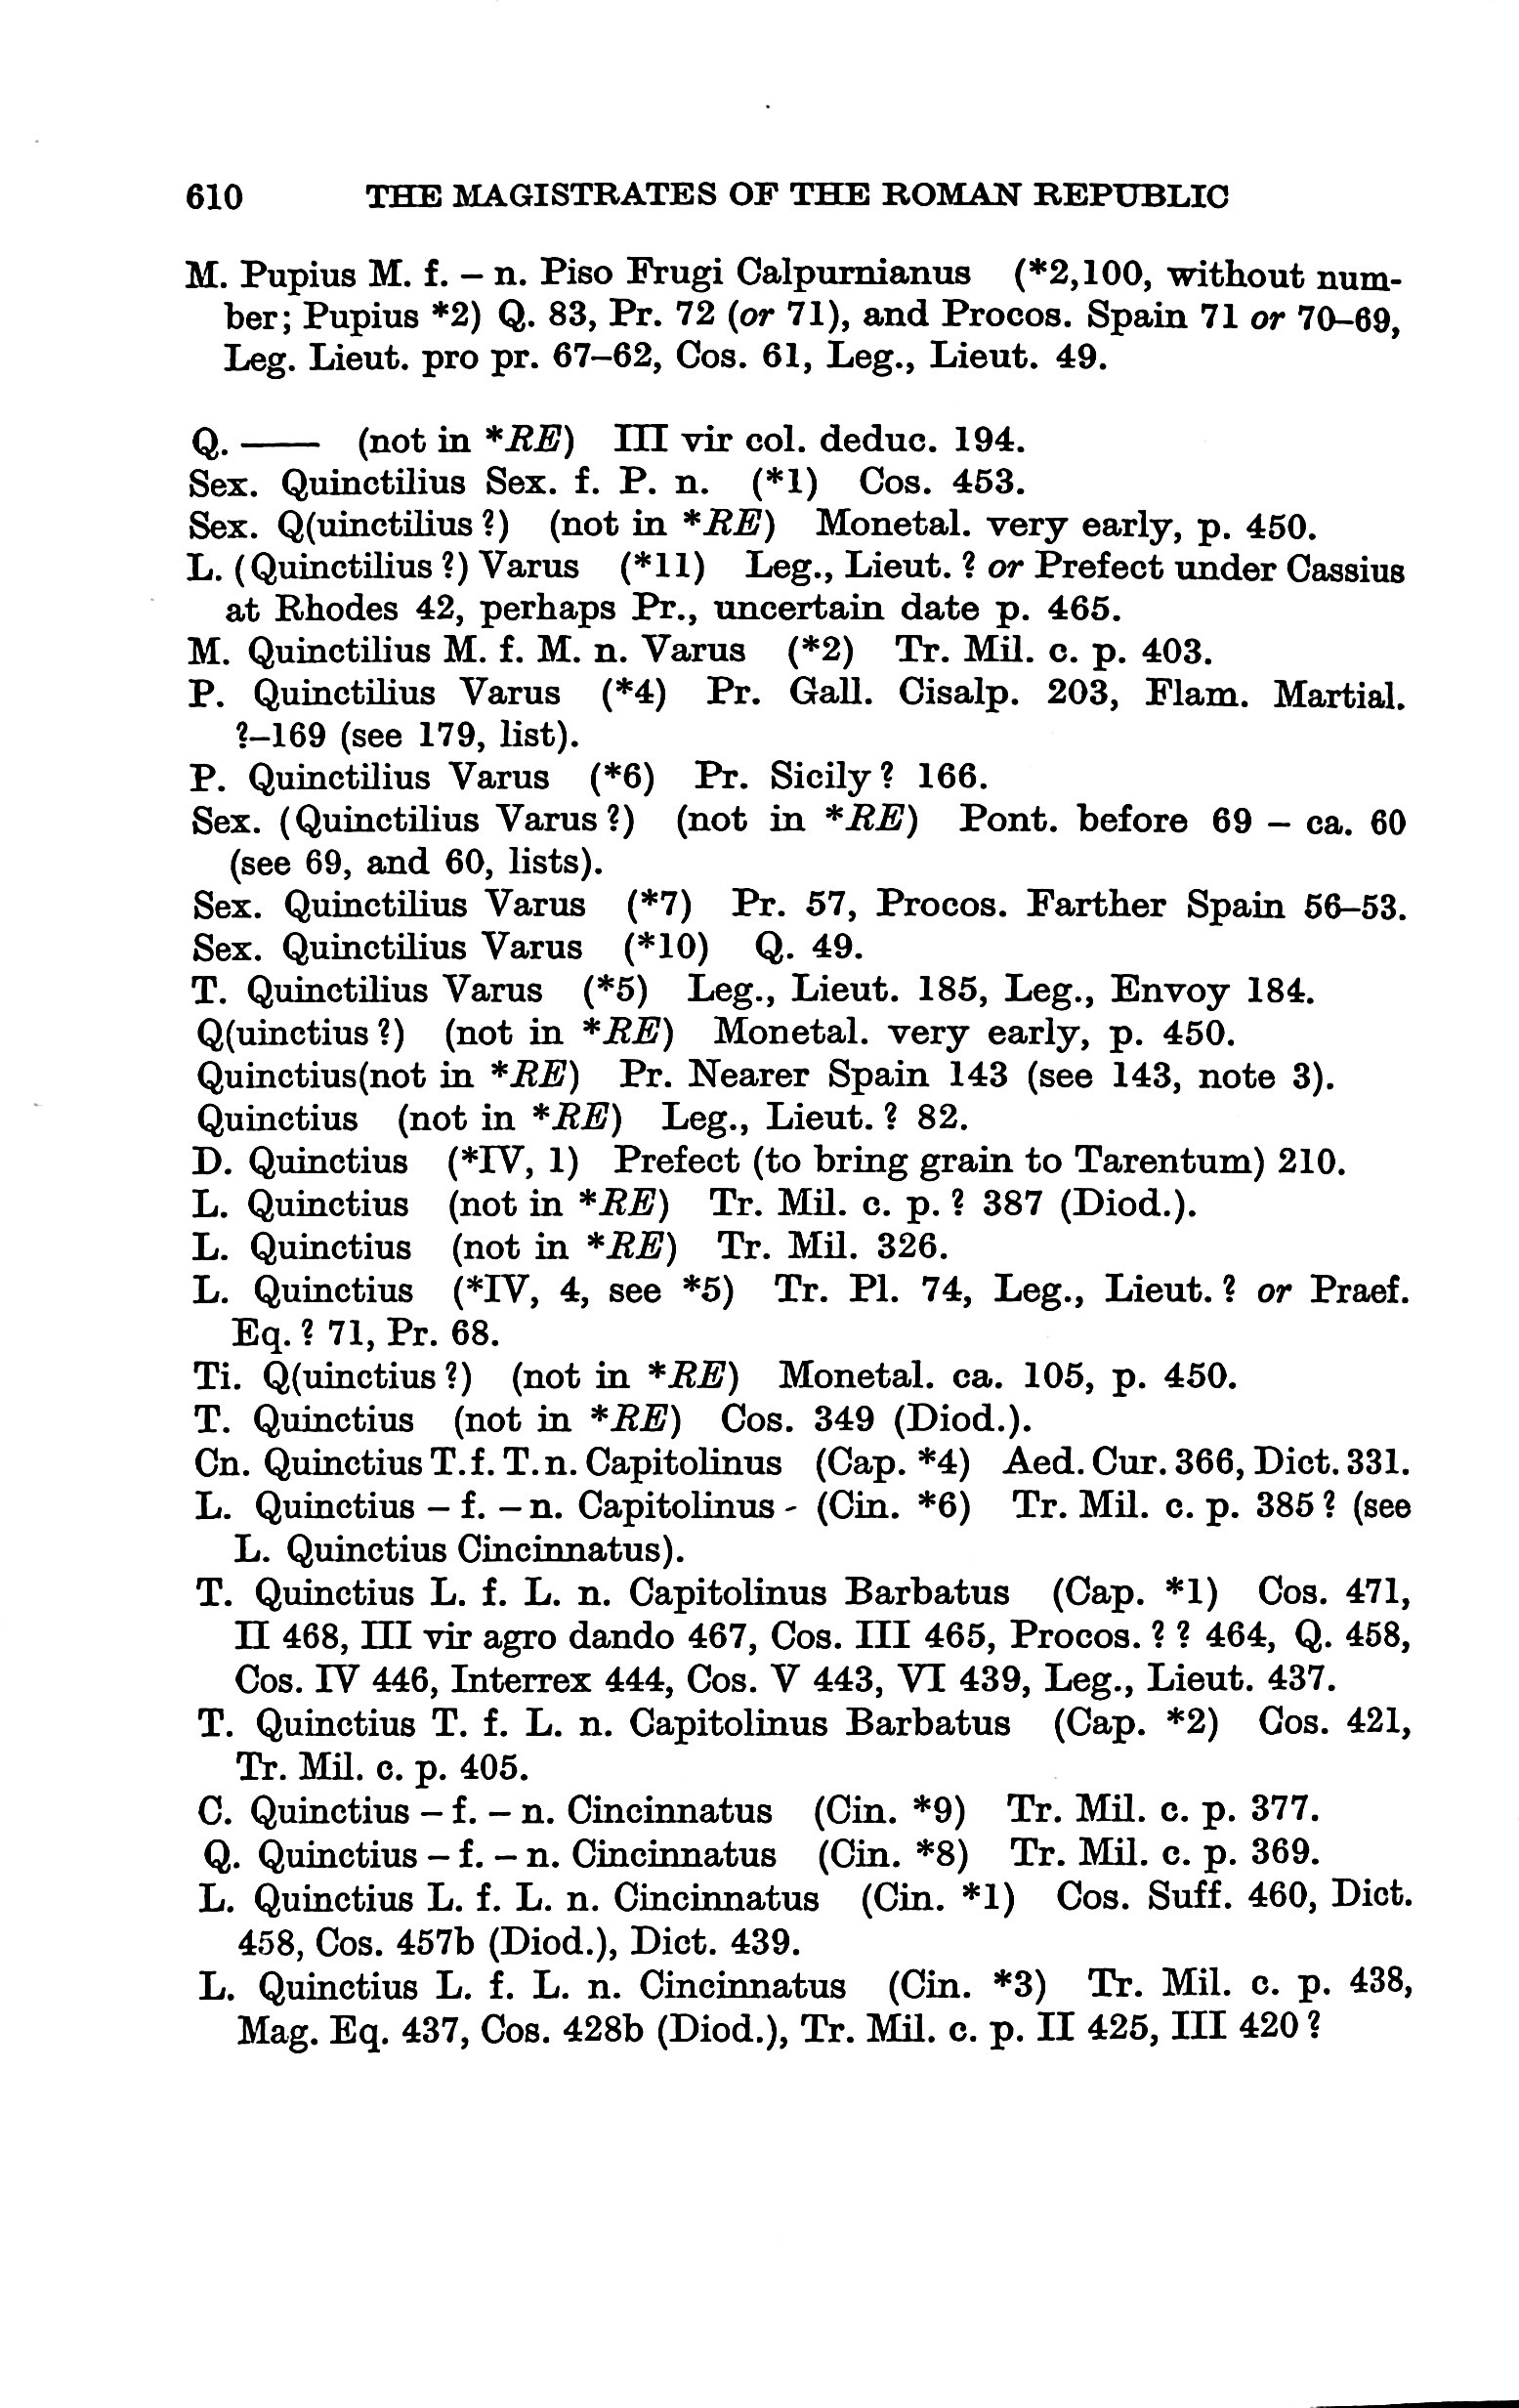 610 THE MAGISTRATES OF THE ROMAN REPUBLIC
M. Pupius M. f. – n. Piso Frugi Calpurnianus (*2,100, without num-
ber; Pupius *2) Q. 83, Pr. 72 (or 71), and Procos. Spain 71 or 70–69,
Leg. Lieut. pro pr. 67–62, Cos. 61, Leg., Lieut. 49.
Q. —— (not in *RE) III vir col. deduc. 194.
Sex. Quinctilius Sex. f. P. n. (*1) Cos. 453.
Sex. Q(uinctilius?) (not in *RE) Monetal. very early, p. 450.
L. (Quinctilius?) Varus (*11) Leg., Lieut. ? or Prefect under Cassius
at Rhodes 42, perhaps Pr., uncertain date p. 465.
M. Quinctilius M. f. M. n. Varus (*2) Tr. Mil. c. p. 403.
P. Quinctilius Varus (*4) Pr. Gall. Cisalp. 203, Flam. Martial.
?–169 (see 179, list).
P. Quinctilius Varus (*6) Pr. Sicily? 166.
Sex. (Quinctilius Varus?) (not in *RE) Pont. before 69 – ca. 60
(see 69, and 60, lists).
Sex. Quinctilius Varus (*7) Pr. 57, Procos. Farther Spain 56–53.
Sex. Quinctilius Varus (*10) Q. 49.
T. Quinctilius Varus (*5) Leg., Lieut. 185, Leg., Envoy 184.
Q(uinctius?) (not in *RE) Monetal. very early, p. 450.
Quinctius(not in *RE) Pr. Nearer Spain 143 (see 143, note 3).
Quinctius (not in *RE) Leg., Lieut. ? 82.
D. Quinctius (*IV, 1) Prefect (to bring grain to Tarentum) 210.
L. Quinctius (not in *RE) Tr. Mil. c. p. ? 387 (Diod.).
L. Quinctius (not in *RE) Tr. Mil. 326.
L. Quinctius (*IV, 4, see *5) Tr. Pl. 74, Leg., Lieut. ? or Praef.
Eq. ? 71, Pr. 68.
Ti. Q(uinctius?) (not in *RE) Monetal. ca. 105, p. 450.
T. Quinctius (not in *RE) Cos. 349 (Diod.).
Cn. Quinctius T. f. T. n. Capitolinus (Cap. *4) Aed. Cur. 366, Dict. 331.
L. Quinctius – f. – n. Capitolinus - (Cin. *6) Tr. Mil. c. p. 385? (see
L. Quinctius Cincinnatus).
T. Quinctius L. f. L. n. Capitolinus Barbatus (Cap. *1) Cos. 471,
II 468, III vir agro dando 467, Cos. III 465, Procos. ? ? 464, Q. 458,
Cos. IV 446, Interrex 444, Cos. V 443, VI 439, Leg., Lieut. 437.
T. Quinctius T. f. L. n. Capitolinus Barbatus (Cap. *2) Cos. 421,
Tr. Mil. c. p. 405.
C. Quinctius – f. – n. Cincinnatus (Cin. *9) Tr. Mil. c. p. 377.
Q. Quinctius – f. – n. Cincinnatus (Cin. *8) Tr. Mil. c. p. 369.
L. Quinctius L. f. L. n. Cincinnatus (Cin. *1) Cos. Suff. 460, Dict.
458, Cos. 457b (Diod.), Dict. 439.
L. Quinctius L. f. L. n. Cincinnatus (Cin. *3) Tr. Mil. c. p. 438,
Mag. Eq. 437, Cos. 428b (Diod.), Tr. Mil. c. p. II 425, III 420?